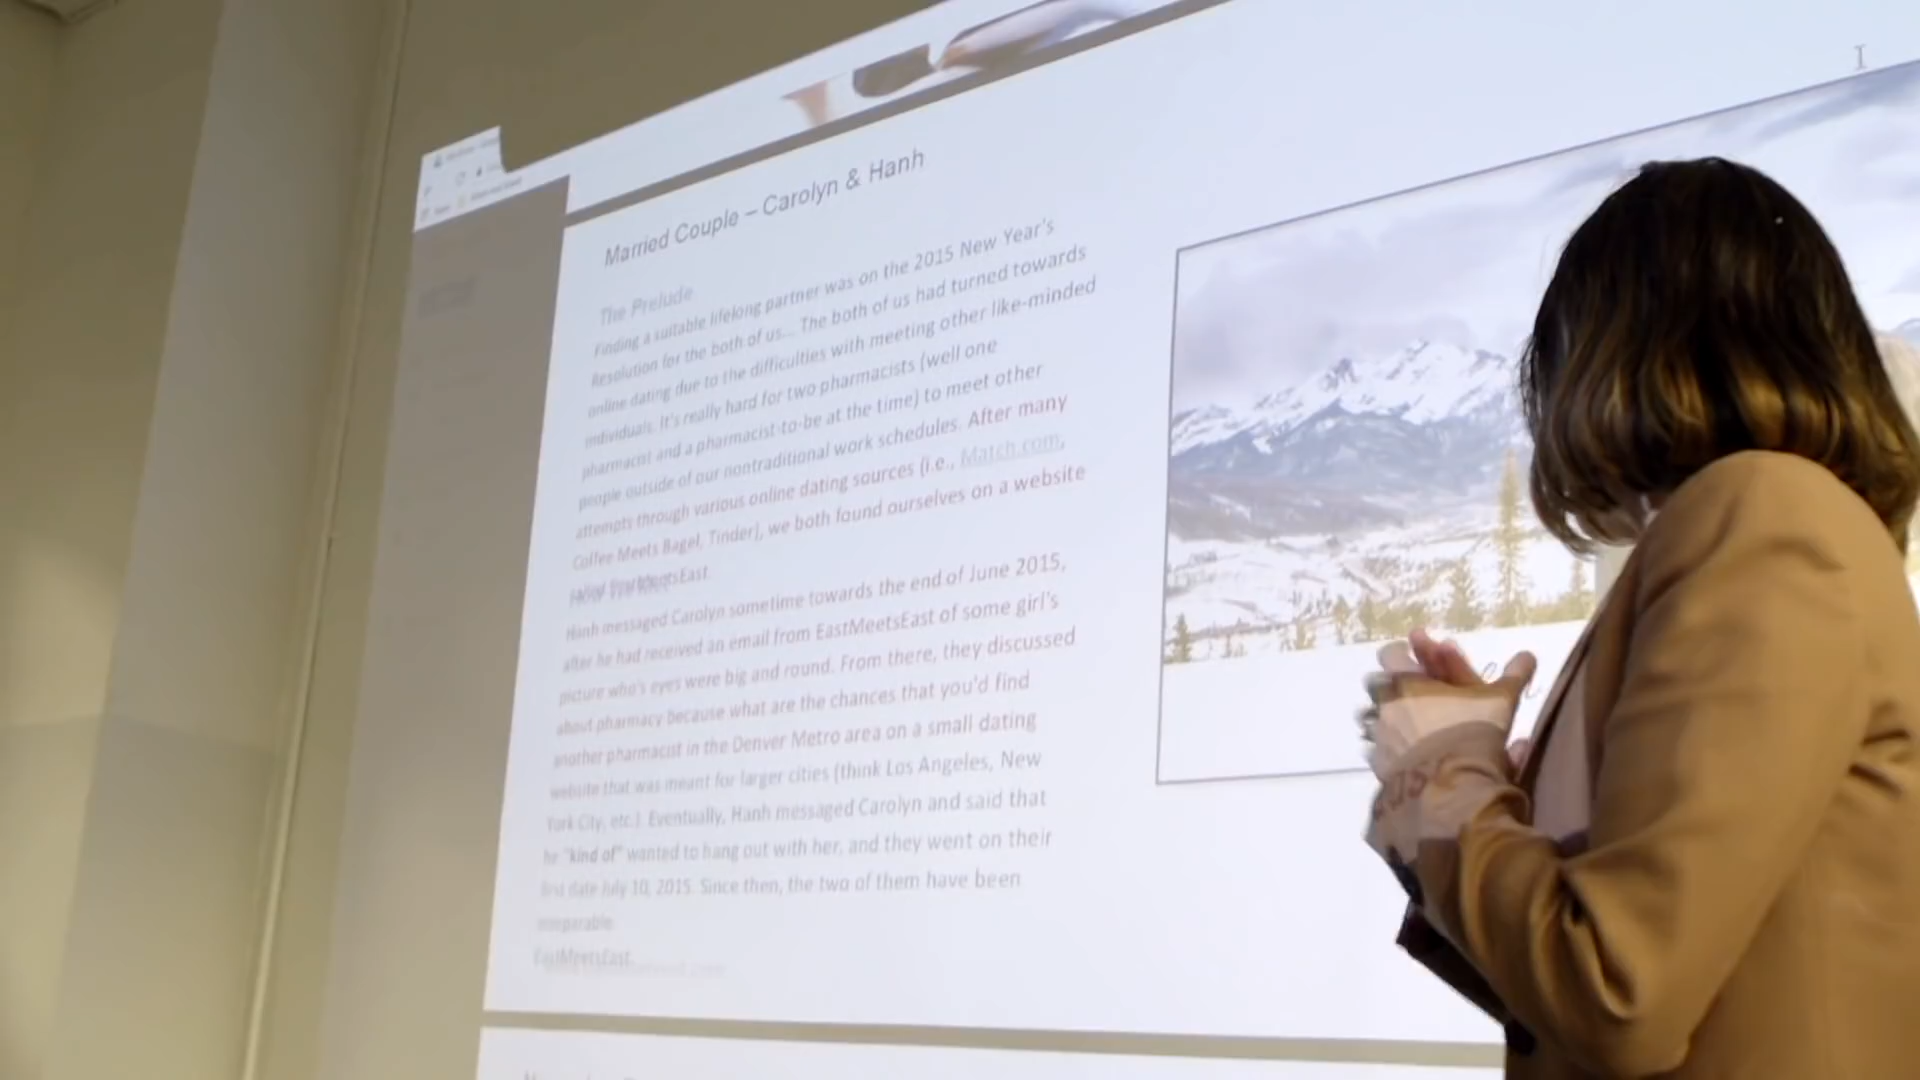 Married Couple – Carolyn & Hanh
The Prelude
Finding a suitable lifelong partner was on the 2015 New Year's
Resolution for the both of us... The both of us had turned towards
online dating due to the difficulties with meeting other like-minded
individuals. It's really hard for two pharmacists (well one
pharmacist and a pharmacist-to-be at the time) to meet other
people outside of our nontraditional work schedules. After many
attempts through various online dating sources (i.e., Match.com,
Coffee Meets Bagel, Tinder), we both found ourselves on a website
Hanh messaged Carolyn sometime towards the end of June 2015,
after he had received an email from EastMeetsEast of some girl's
picture who's eyes were big and round. From there, they discussed
about pharmacy because what are the chances that you'd find
another pharmacist in the Denver Metro area on a small dating
website that was meant for larger cities (think Los Angeles, New
York City, etc.). Eventually, Hanh messaged Carolyn and said that
he "kind of" wanted to hang out with her, and they went on their
first date July 10, 2015. Since then, the two of them have been
inseparable
EastMeetsEast.